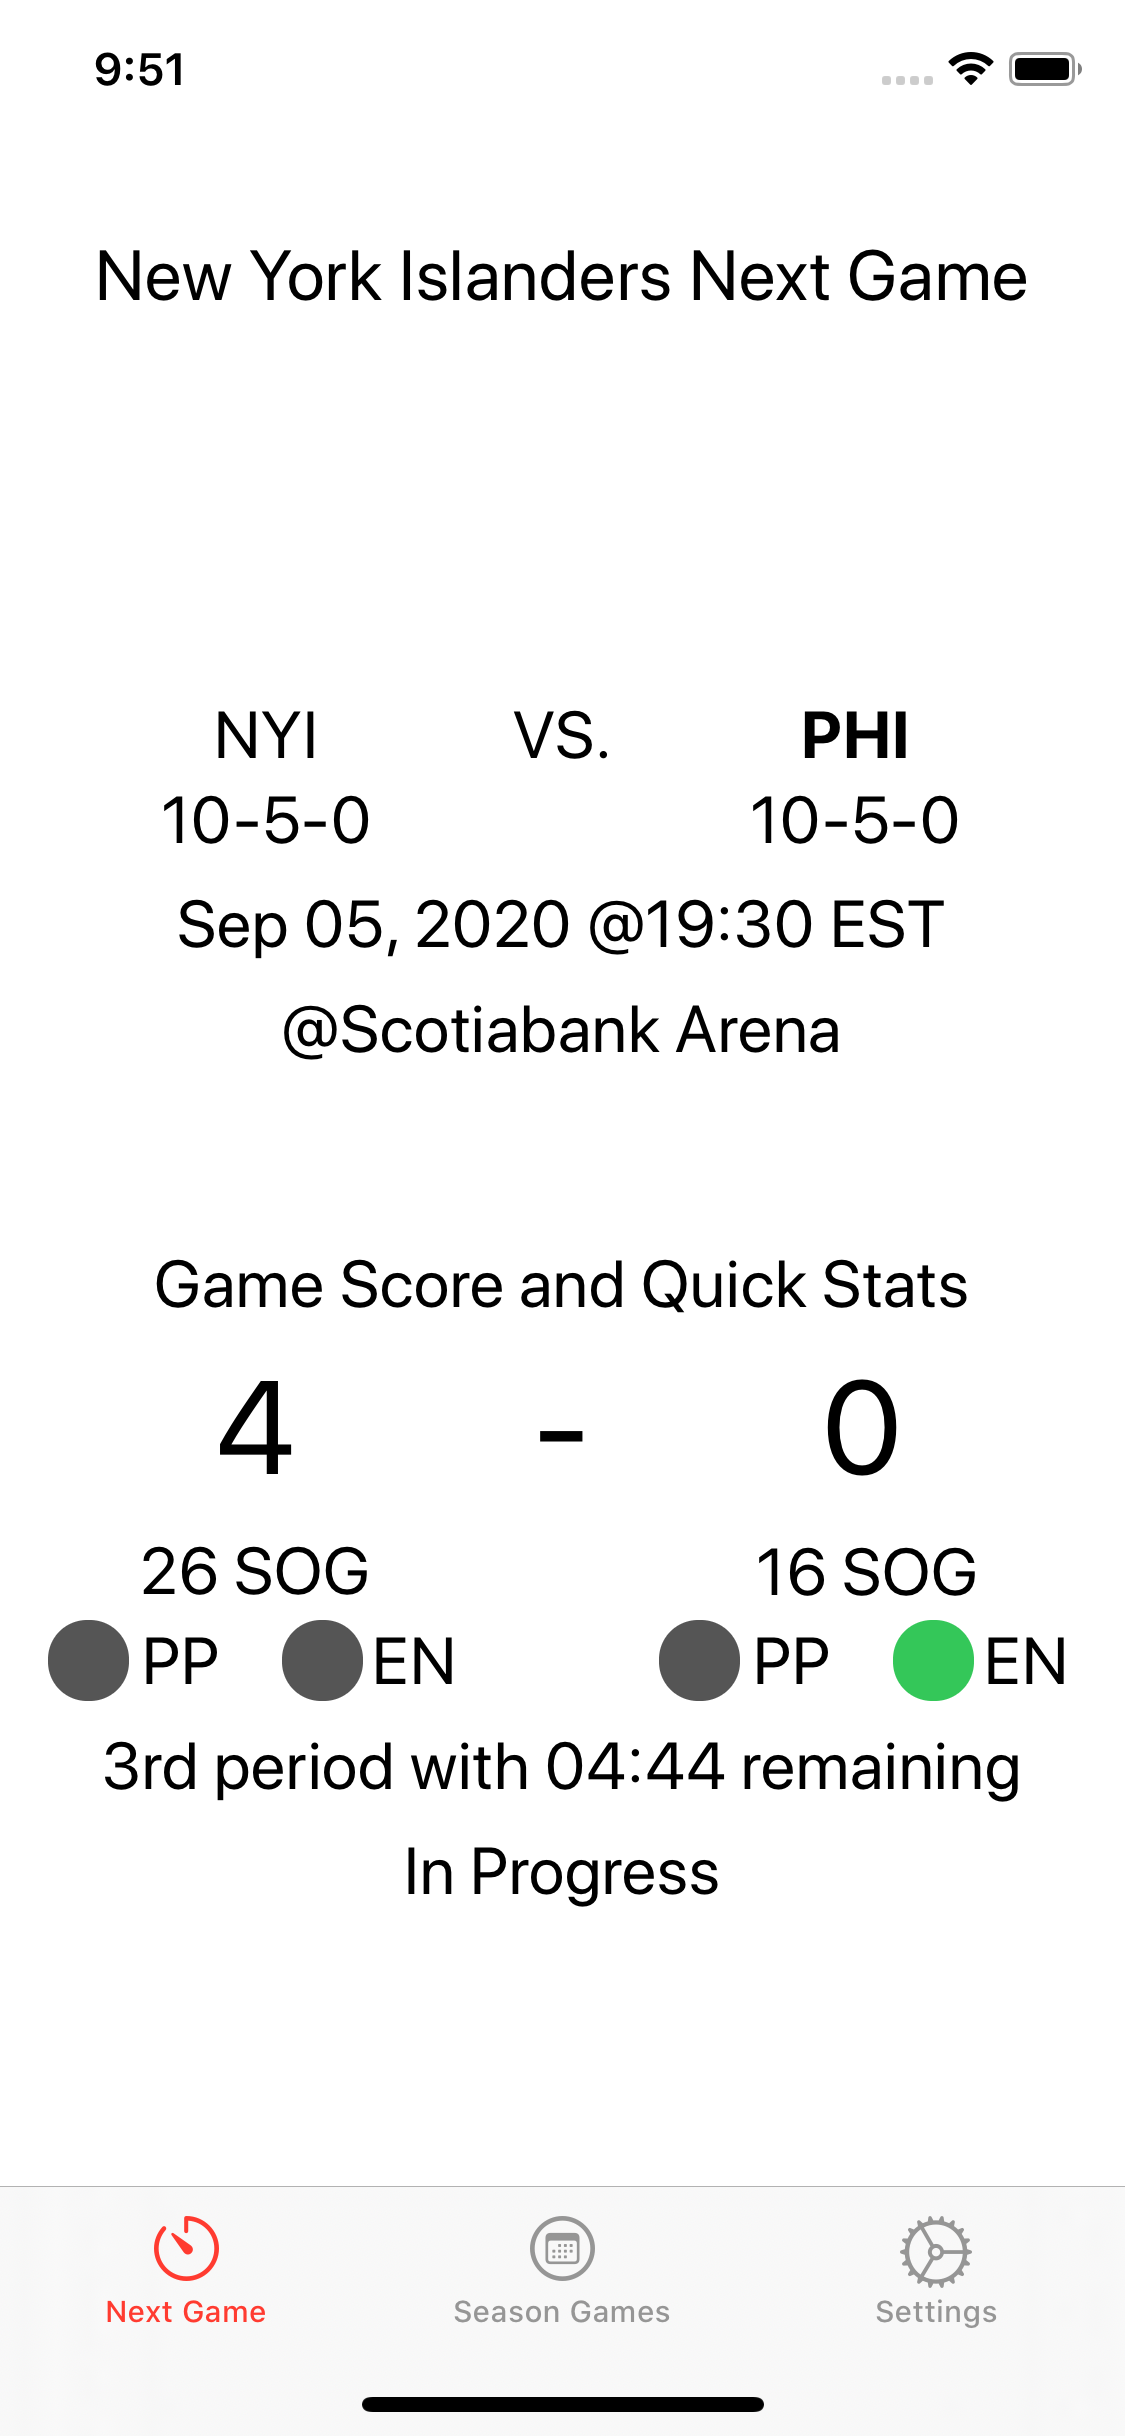 9:51
New York Islanders Next Game
NYI VS. PHI
10-5-0 10-5-0
Sep 05, 2020 @19:30 EST
@Scotiabank Arena
Game Score and Quick Stats
4 - 0
26 SOG 16 SOG
PP EN PP EN
3rd period with 04:44 remaining
In Progress
Next Game Season Games Settings